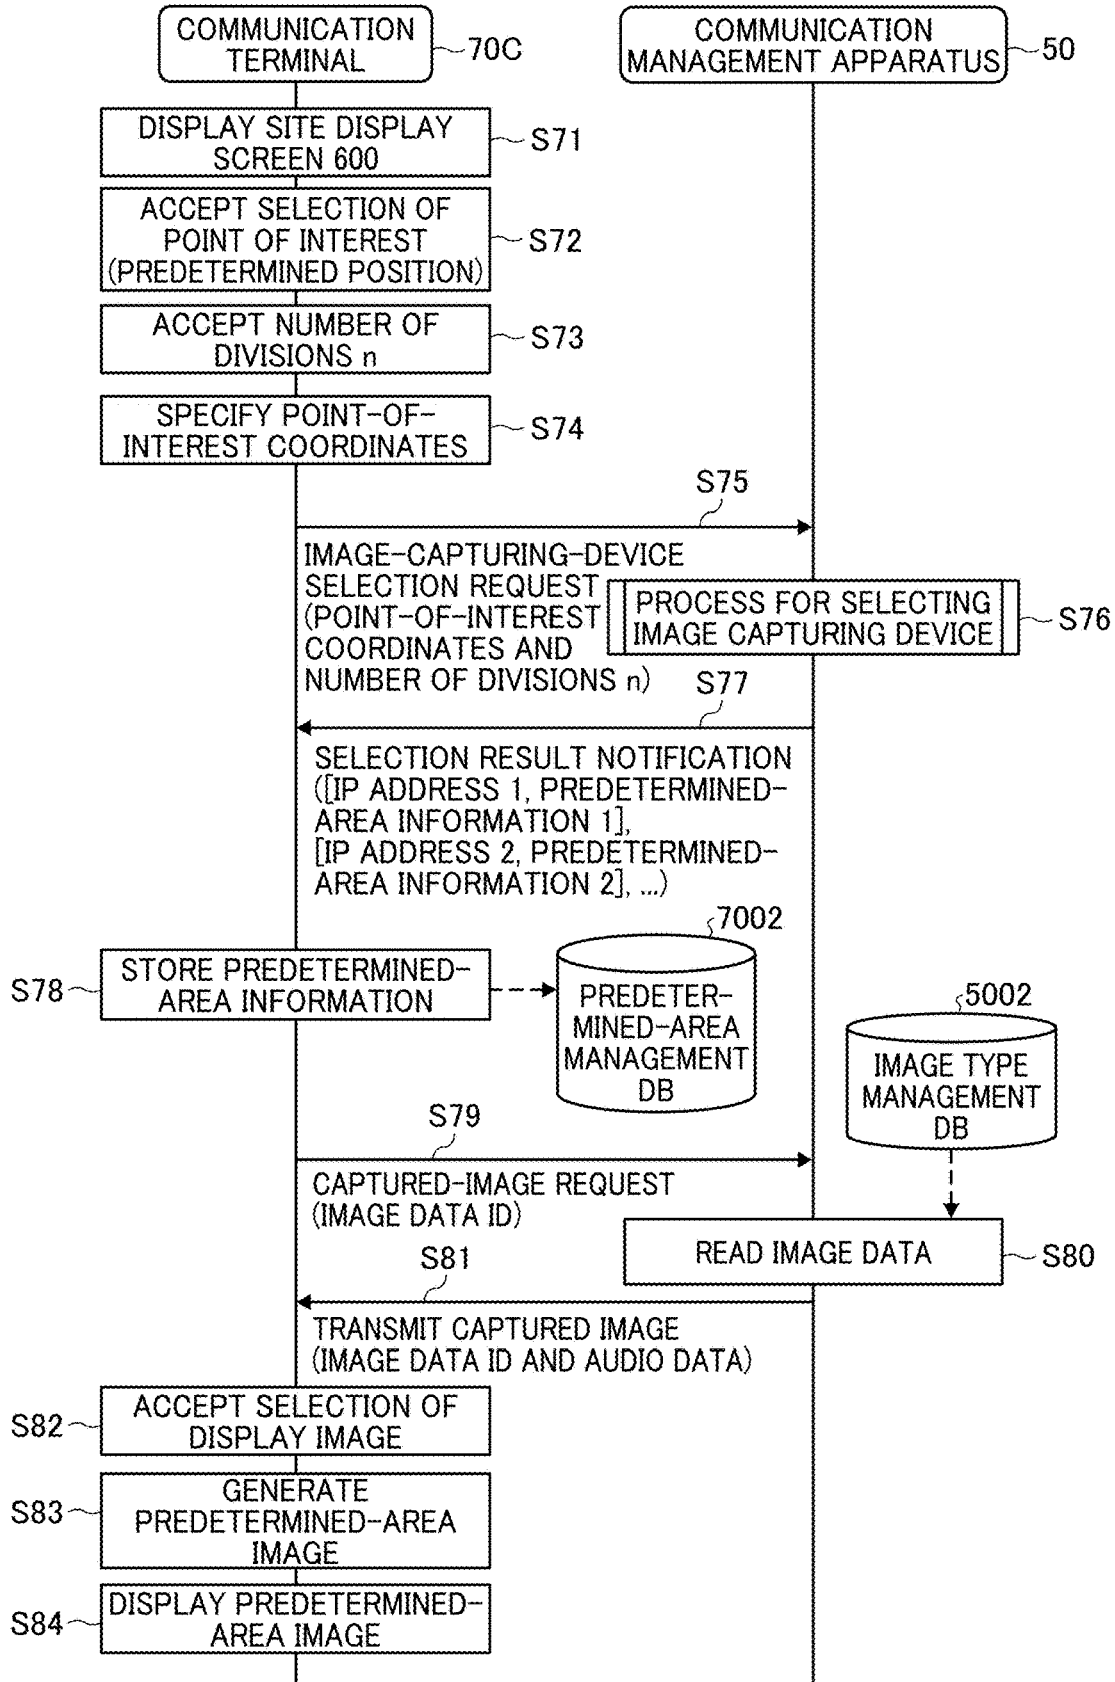 COMMUNICATION
TERMINAL
70C
COMMUNICATION
MANAGEMENT APPARATUS
50
DISPLAY SITE DISPLAY
SCREEN 600
S71
ACCEPT SELECTION OF
POINT OF INTEREST
(PREDETERMINED POSITION)
S72
ACCEPT NUMBER OF
DIVISIONS n
S73
SPECIFY POINT-OF-
INTEREST COORDINATES
S74
S75
IMAGE-CAPTURING-DEVICE
SELECTION REQUEST
(POINT-OF-INTEREST
COORDINATES AND
NUMBER OF DIVISIONS n)
PROCESS FOR SELECTING
IMAGE CAPTURING DEVICE
S76
S77
SELECTION RESULT NOTIFICATION
([IP ADDRESS 1, PREDETERMINED-
AREA INFORMATION 1],
[IP ADDRESS 2, PREDETERMINED-
AREA INFORMATION 2], ...)
S78
STORE PREDETERMINED-
AREA INFORMATION
7002
PREDETER-
MINED-AREA
MANAGEMENT
DB
5002
IMAGE TYPE
MANAGEMENT
DB
S79
CAPTURED-IMAGE REQUEST
(IMAGE DATA ID)
READ IMAGE DATA
S80
S81
TRANSMIT CAPTURED IMAGE
(IMAGE DATA ID AND AUDIO DATA)
S82
ACCEPT SELECTION OF
DISPLAY IMAGE
S83
GENERATE
PREDETERMINED-AREA
IMAGE
S84
DISPLAY PREDETERMINED-
AREA IMAGE